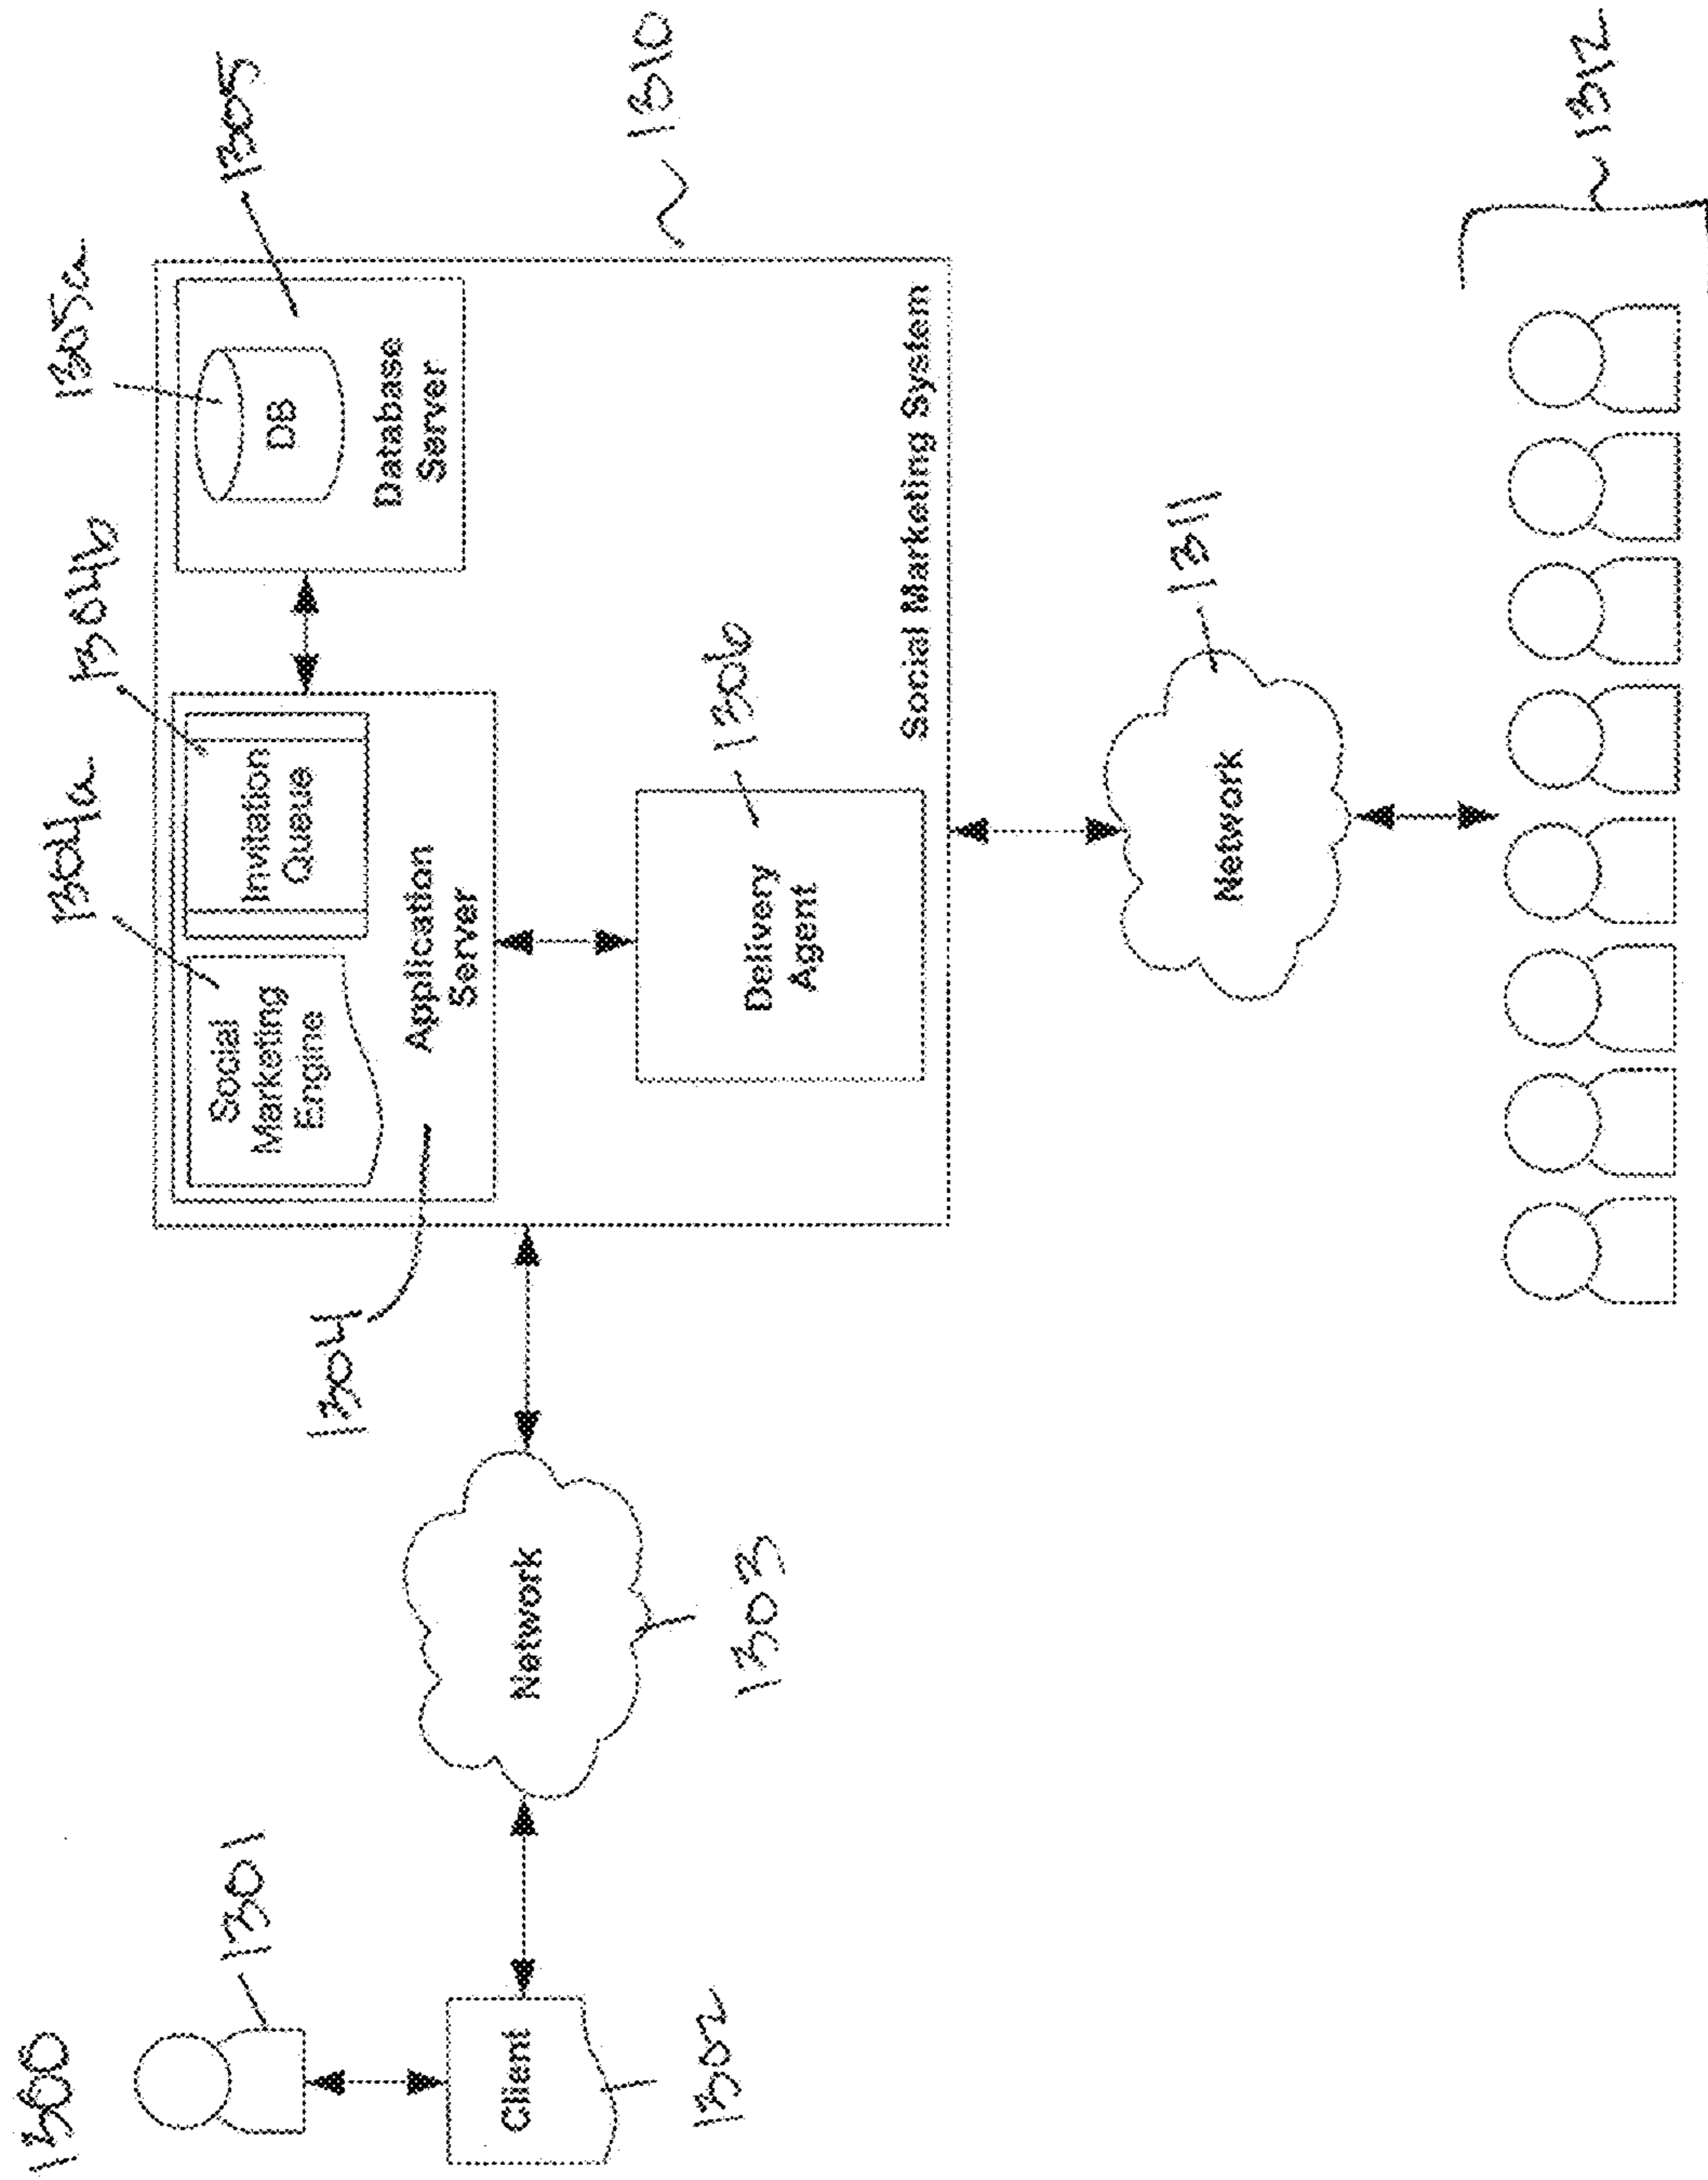 1300
1301
Client
1302
Network
1303
1304
1304a
1304b
1305a
1305
Social
Marketing
Engine
Invitation
Queue
Application
Server
DB
Database
Server
Delivery
Agent
1306
Social Marketing System
1310
Network
1311
1312